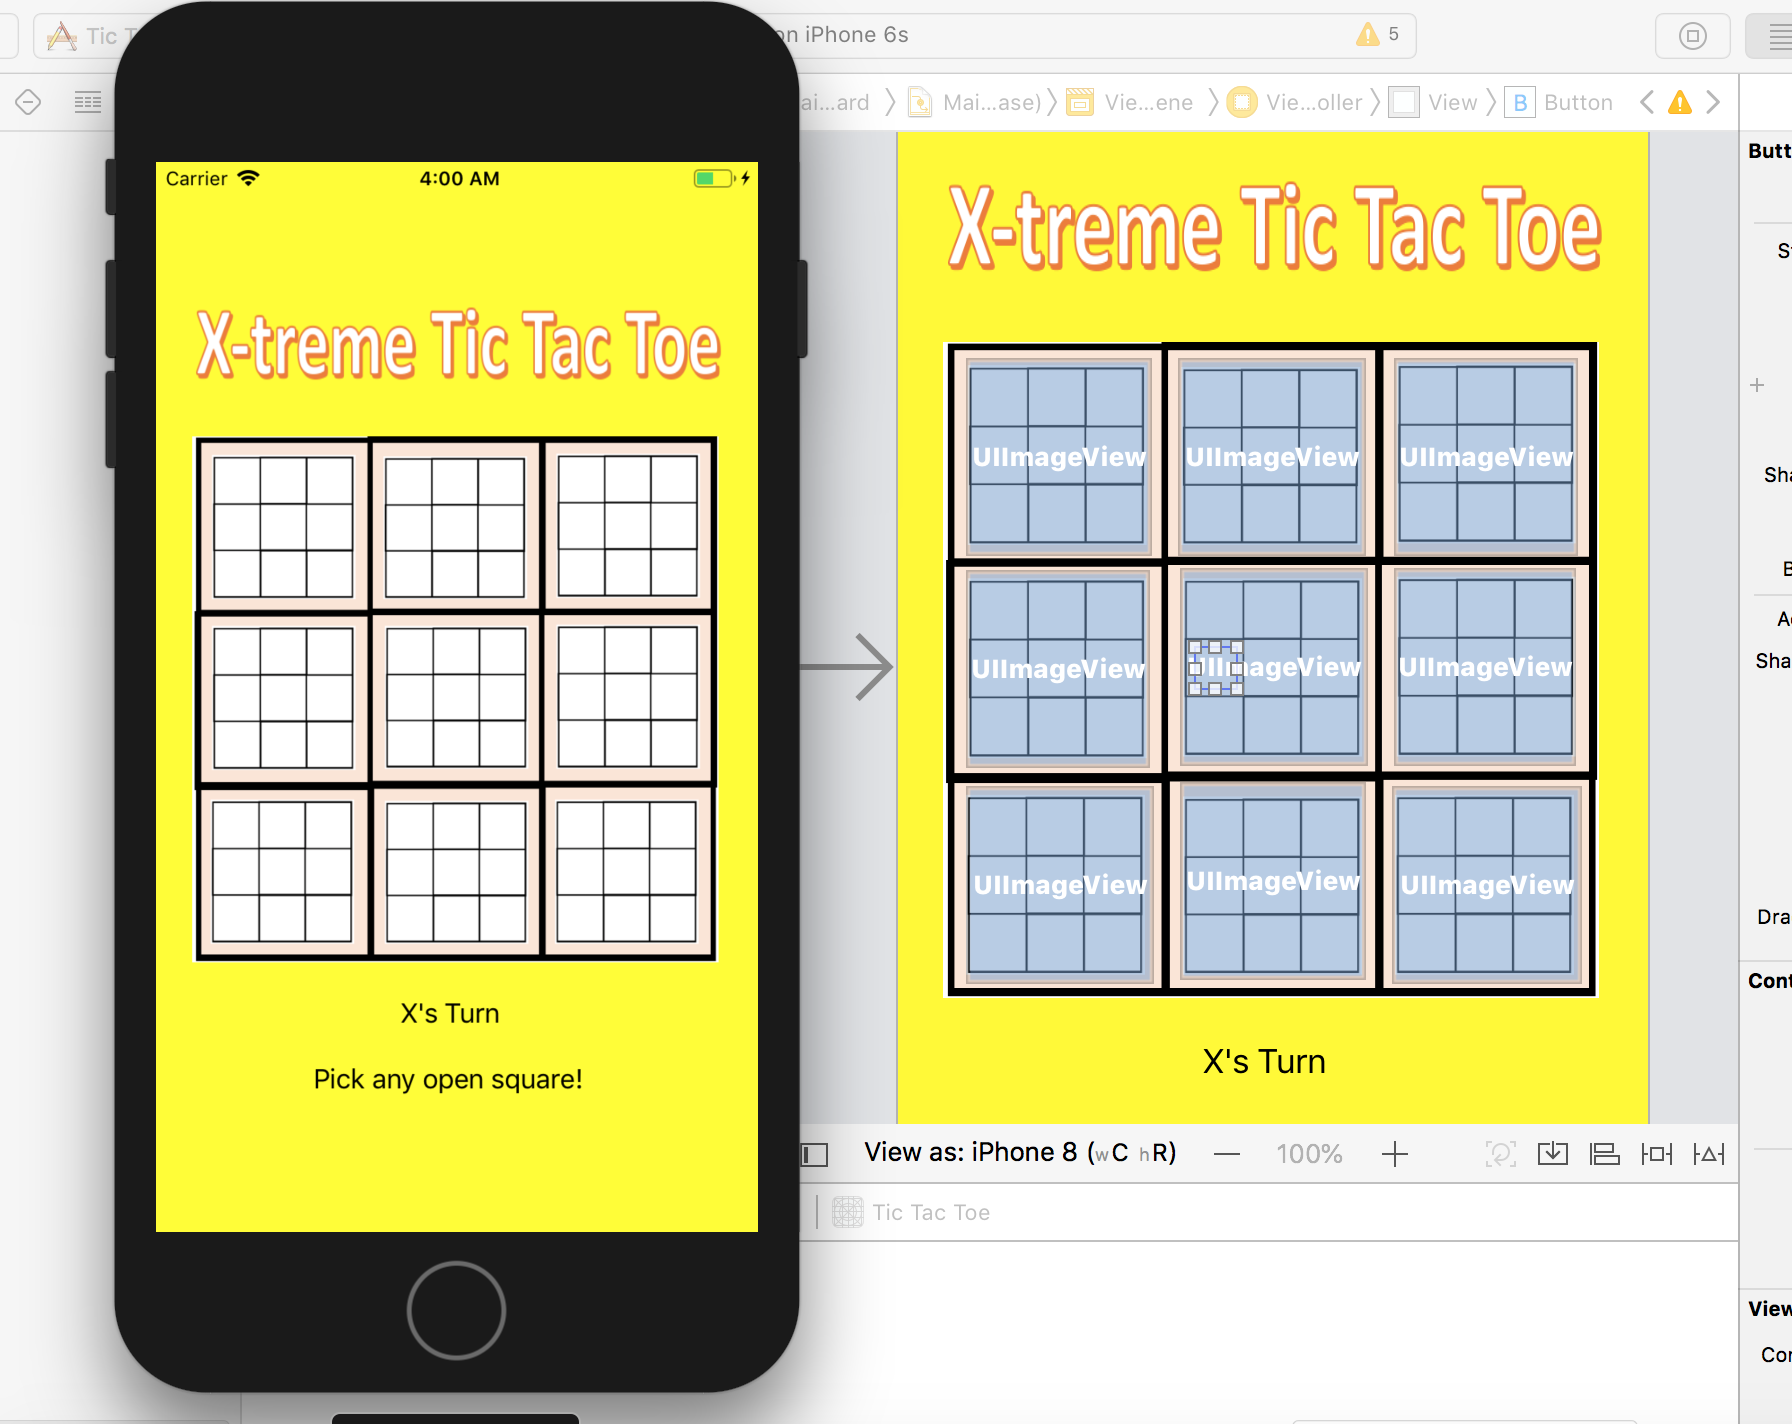 Tic T
on iPhone 6s
5
ai...ard
Mai...ase)
Vie...ene
Vie...oller
View
B
Button
Butt
Carrier
4:00 AM
X-treme Tic Tac Toe
X-treme Tic Tac Toe
S
Sha
B
A
Sha
Dra
Cont
UIImageView
UIImageView
UIImageView
UIImageView
UIImageView
UIImageView
UIImageView
UIImageView
UIImageView
X's Turn
Pick any open square!
X's Turn
View as: iPhone 8 (wC hR)
100%
Tic Tac Toe
View
Con